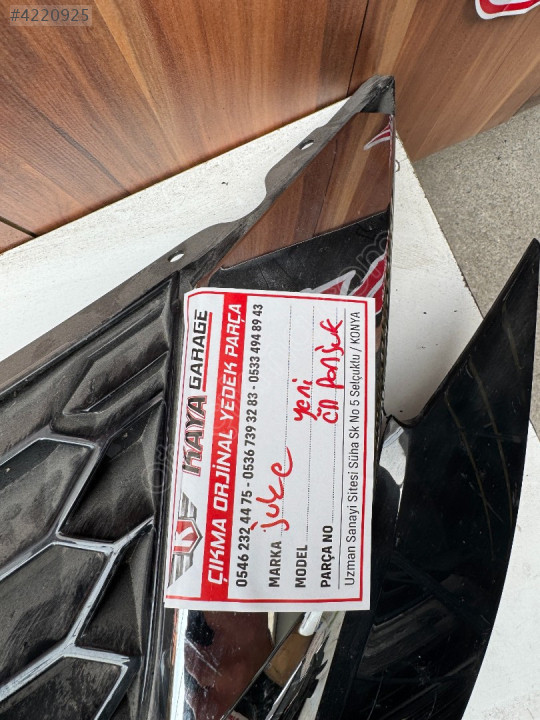 #4220925
KAYA GARAGE
ÇIKMA ORJİNAL YEDEK PARÇA
0546 232 44 75 - 0536 739 32 83 - 0533 494 89 43
MARKA juke
MODEL yeni
PARÇA NO Ön panjur
Uzman Sanayi Sitesi Süha Sk No 5 Selçuklu / KONYA